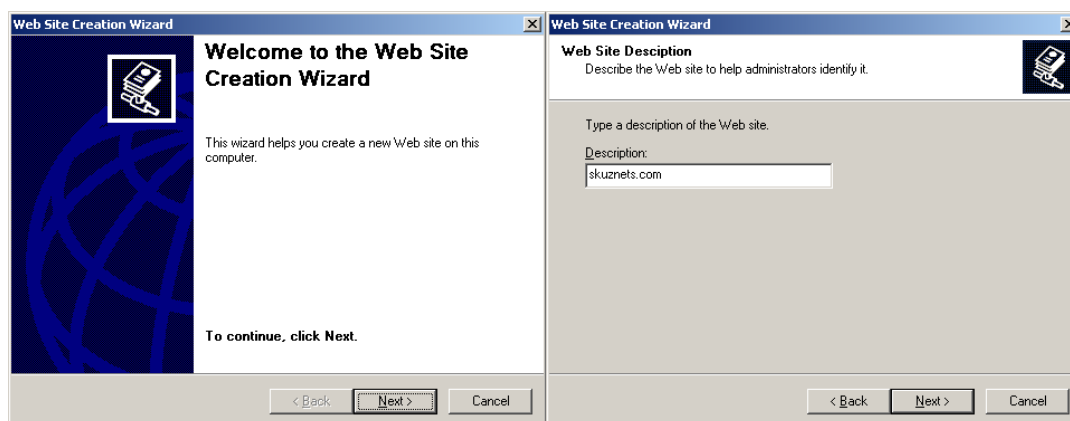 Web Site Creation Wizard
Welcome to the Web Site
Creation Wizard
This wizard helps you create a new Web site on this
computer.
To continue, click Next.
< Back
Next >
Cancel
Web Site Creation Wizard
Web Site Desciption
Describe the Web site to help administrators identify it.
Type a description of the Web site.
Description:
skuznets.com
< Back
Next >
Cancel